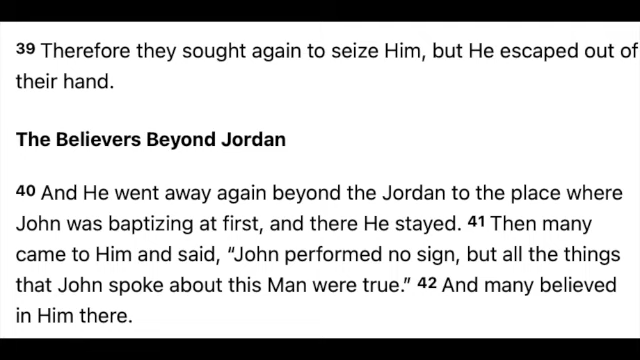 39 Therefore they sought again to seize Him, but He escaped out of
their hand.
The Believers Beyond Jordan
40 And He went away again beyond the Jordan to the place where
John was baptizing at first, and there He stayed. 41 Then many
came to Him and said, “John performed no sign, but all the things
that John spoke about this Man were true.” 42 And many believed
in Him there.